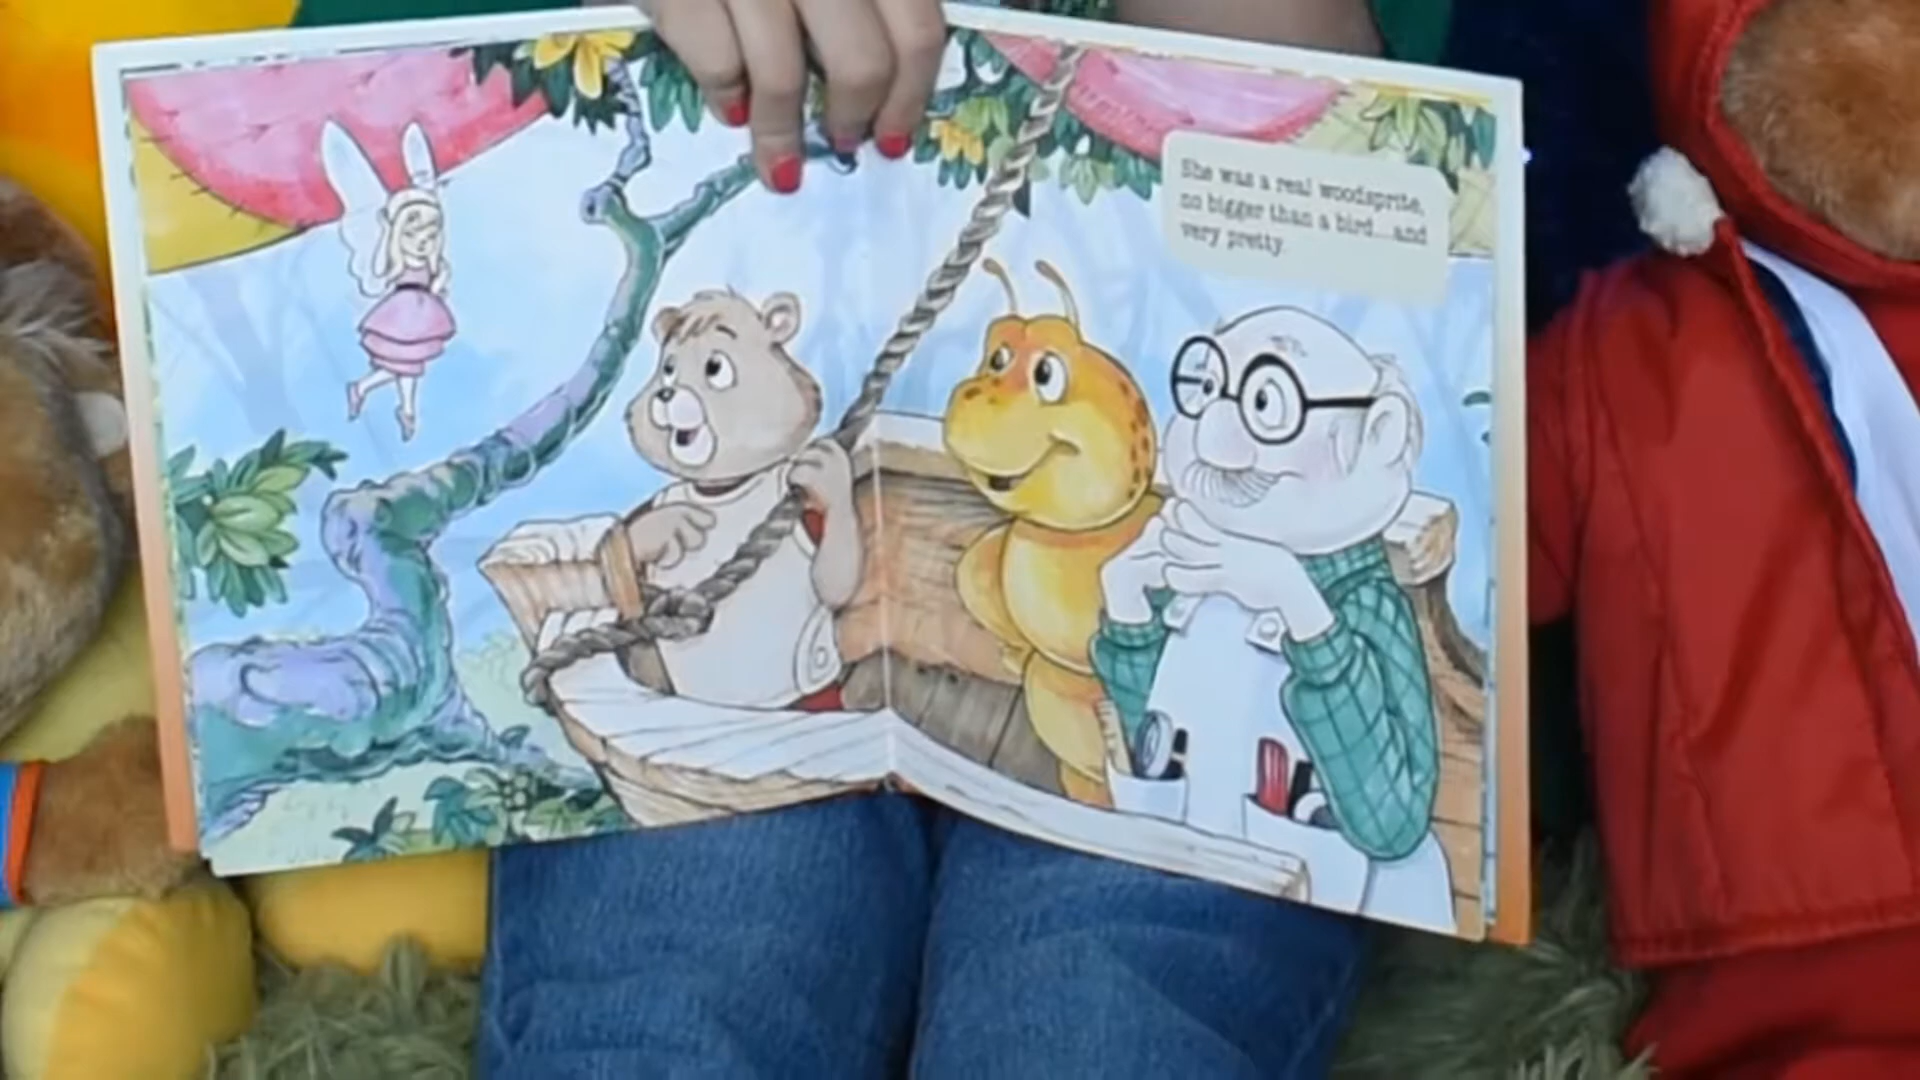 She was a real woodsprite,
no bigger than a bird...and
very pretty.